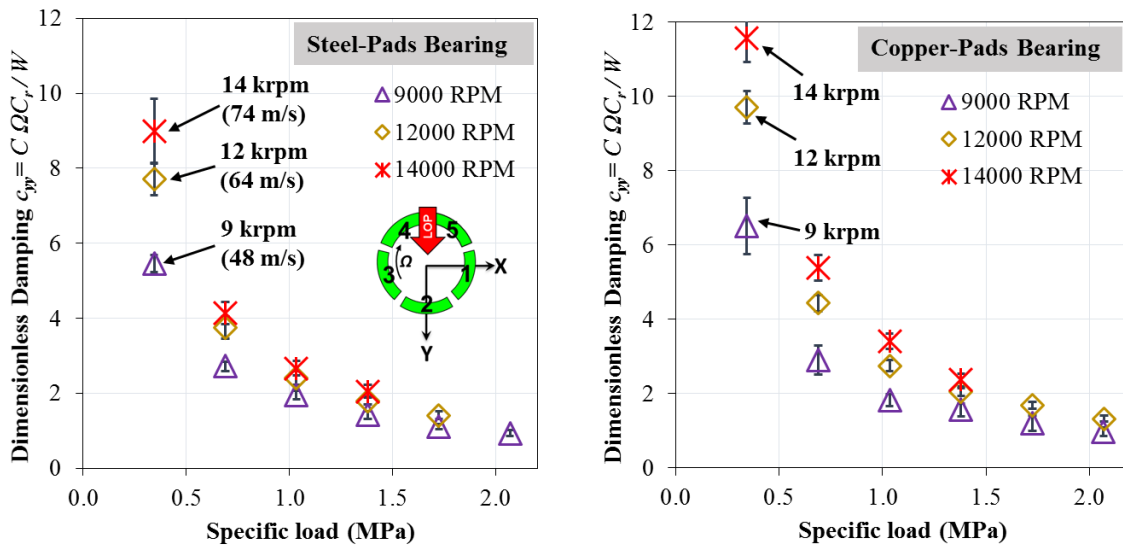 Dimensionless Damping c_yy = C ΩC_r / W
12
10
8
6
4
2
0
0.0 0.5 1.0 1.5 2.0
Specific load (MPa)
Steel-Pads Bearing
9000 RPM
12000 RPM
14000 RPM
14 krpm
(74 m/s)
12 krpm
(64 m/s)
9 krpm
(48 m/s)
LOP
4 5
3 Ω 1 X
2
Y
Dimensionless Damping c_yy = C ΩC_r / W
12
10
8
6
4
2
0
0.0 0.5 1.0 1.5 2.0
Specific load (MPa)
Copper-Pads Bearing
9000 RPM
12000 RPM
14000 RPM
14 krpm
12 krpm
9 krpm